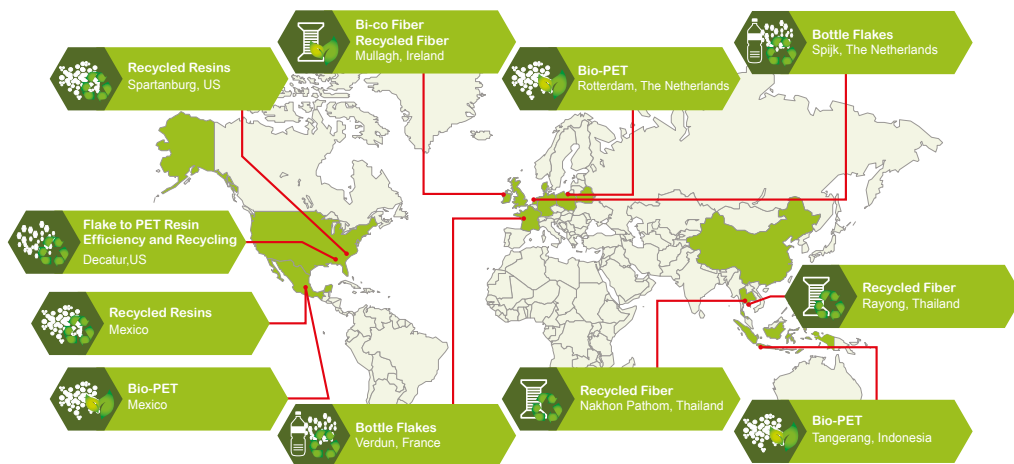 Bi-co Fiber
Recycled Fiber
Mullagh, Ireland
Bottle Flakes
Spijk, The Netherlands
Recycled Resins
Spartanburg, US
Bio-PET
Rotterdam, The Netherlands
Flake to PET Resin
Efficiency and Recycling
Decatur,US
Recycled Fiber
Rayong, Thailand
Recycled Resins
Mexico
Bio-PET
Mexico
Recycled Fiber
Nakhon Pathom, Thailand
Bottle Flakes
Verdun, France
Bio-PET
Tangerang, Indonesia